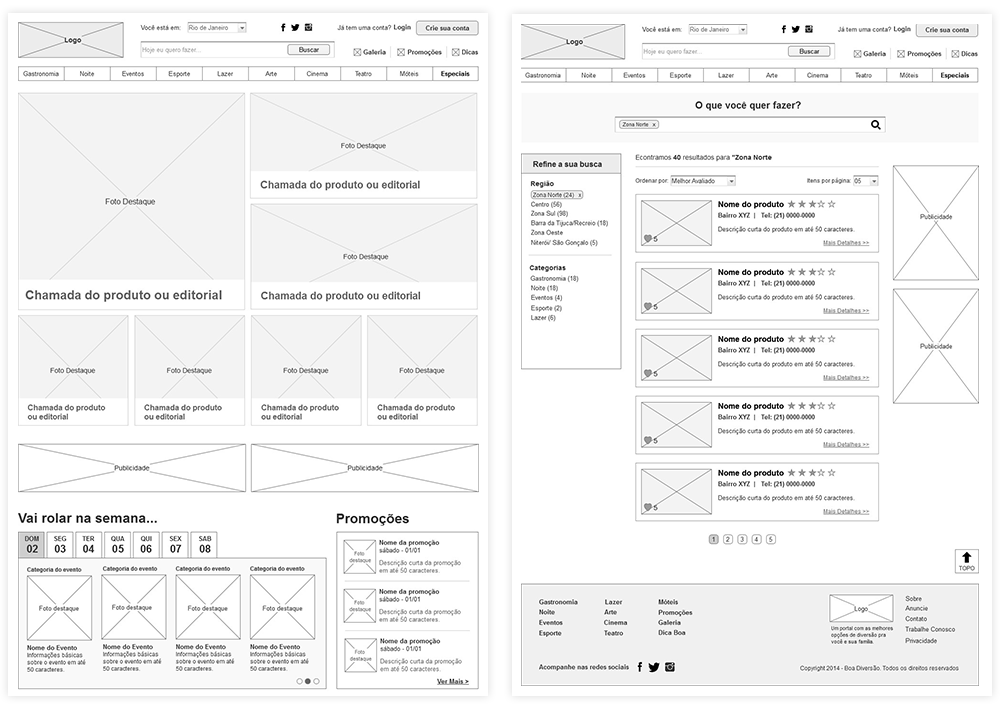 Logo
Você está em: Rio de Janeiro
Já tem uma conta? Login Crie sua conta
Hoje eu quero fazer... Buscar
Galeria Promoções Dicas
Gastronomia Noite Eventos Esporte Lazer Arte Cinema Teatro Móteis Especiais
Foto Destaque
Chamada do produto ou editorial
Foto Destaque
Chamada do produto ou editorial
Foto Destaque
Chamada do produto ou editorial
Foto Destaque Foto Destaque Foto Destaque Foto Destaque
Chamada do produto Chamada do produto Chamada do produto Chamada do produto
ou editorial ou editorial ou editorial ou editorial
Publicidade Publicidade
Vai rolar na semana...
DOM SEG TER QUA QUI SEX SAB
02 03 04 05 06 07 08
Categoria do evento Categoria do evento Categoria do evento Categoria do evento
Foto destaque Foto destaque Foto destaque Foto destaque
Nome do Evento Nome do Evento Nome do Evento Nome do Evento
Informações básicas Informações básicas Informações básicas Informações básicas
sobre o evento em até sobre o evento em até sobre o evento em até sobre o evento em até
50 caracteres. 50 caracteres. 50 caracteres. 50 caracteres.
Promoções
Foto
destaque
Nome da promoção
sábado - 01/01
Descrição curta da promoção
em até 50 caracteres.
Foto
destaque
Nome da promoção
sábado - 01/01
Descrição curta da promoção
em até 50 caracteres.
Foto
destaque
Nome da promoção
sábado - 01/01
Descrição curta da promoção
em até 50 caracteres.
Ver Mais >
Logo
Você está em: Rio de Janeiro
Já tem uma conta? Login Crie sua conta
Hoje eu quero fazer... Buscar
Galeria Promoções Dicas
Gastronomia Noite Eventos Esporte Lazer Arte Cinema Teatro Móteis Especiais
O que você quer fazer?
Zona Norte x
Refine a sua busca
Região
Zona Norte (24) x
Centro (56)
Zona Sul (98)
Barra da Tijuca/Recreio (18)
Zona Oeste
Niterói/ São Gonçalo (5)
Categorias
Gastronomia (18)
Noite (18)
Eventos (4)
Esporte (2)
Lazer (6)
Econtramos 40 resultados para "Zona Norte
Ordenar por: Melhor Avaliado Itens por página: 05
Nome do produto
Bairro XYZ | Tel: (21) 0000-0000
Descrição curta do produto em até 50 caracteres.
5
Mais Detalhes >>
Nome do produto
Bairro XYZ | Tel: (21) 0000-0000
Descrição curta do produto em até 50 caracteres.
5
Mais Detalhes >>
Nome do produto
Bairro XYZ | Tel: (21) 0000-0000
Descrição curta do produto em até 50 caracteres.
5
Mais Detalhes >>
Nome do produto
Bairro XYZ | Tel: (21) 0000-0000
Descrição curta do produto em até 50 caracteres.
5
Mais Detalhes >>
Nome do produto
Bairro XYZ | Tel: (21) 0000-0000
Descrição curta do produto em até 50 caracteres.
5
Mais Detalhes >>
1 2 3 4 5
Publicidade
Publicidade
TOPO
Gastronomia Lazer Móteis
Noite Arte Promoções
Eventos Cinema Galeria
Esporte Teatro Dica Boa
Logo
Um portal com as melhores
opções de diversão pra
você e sua família.
Sobre
Anuncie
Contato
Trabalhe Conosco
Privacidade
Acompanhe nas redes sociais
Copyright 2014 - Boa Diversão. Todos os direitos reservados